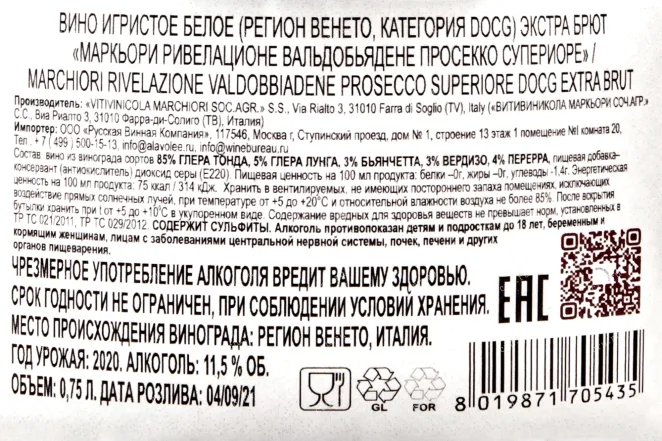 ВИНО ИГРИСТОЕ БЕЛОЕ (РЕГИОН ВЕНЕТО, КАТЕГОРИЯ DOCG) ЭКСТРА БРЮТ
«МАРКЬОРИ РИВЕЛАЦИОНЕ ВАЛЬДОБЬЯДЕНЕ ПРОСЕККО СУПЕРИОРЕ» /
MARCHIORI RIVELAZIONE VALDOBBIADENE PROSECCO SUPERIORE DOCG EXTRA BRUT
Производитель: «VITIVINICOLA MARCHIORI SOC.AGR.» S.S., Via Rialto 3, 31010 Farra di Soglio (TV), Italy («ВИТИВИНИКОЛА МАРКЬОРИ СОЧ.АГР.»
С.С., Виа Риалто 3, 31010 Фарра-ди-Солиго (ТВ), Италия)
Импортер: ООО «Русская Винная Компания», 117546, Москва г, Ступинский проезд, дом № 1, строение 13 этаж 1 помещение №I комната 20,
Тел.: +7 (499) 500-15-13, info@alavolee.ru, info@winebureau.ru
Состав: вино из винограда сортов 85% ГЛЕРА ТОНДА, 5% ГЛЕРА ЛУНГА, 3% БЬЯНЧЕТТА, 3% ВЕРДИЗО, 4% ПЕРЕРРА, пищевая добавка-
консервант (антиокислитель) диоксид серы (Е220). Пищевая ценность на 100 мл продукта: белки –0г, жиры –0г, углеводы -1.4г. Энергетическая
ценность на 100 мл продукта: 75 ккал / 314 кДж. Хранить в вентилируемых, не имеющих постороннего запаха помещениях, исключающих
воздействие прямых солнечных лучей, при температуре от +5 до +20°С и относительной влажности воздуха не более 85%. После вскрытия
бутылки хранить при t от +5 до +10°С в укупоренном виде. Содержание вредных для здоровья веществ не превышает норм, установленных в
ТР ТС 021/2011, ТР ТС 029/2012. СОДЕРЖИТ СУЛЬФИТЫ. Алкоголь противопоказан детям и подросткам до 18 лет, беременным и
кормящим женщинам, лицам с заболеваниями центральной нервной системы, почек, печени и других
органов пищеварения.
ЧРЕЗМЕРНОЕ УПОТРЕБЛЕНИЕ АЛКОГОЛЯ ВРЕДИТ ВАШЕМУ ЗДОРОВЬЮ.
СРОК ГОДНОСТИ НЕ ОГРАНИЧЕН, ПРИ СОБЛЮДЕНИИ УСЛОВИЙ ХРАНЕНИЯ.
МЕСТО ПРОИСХОЖДЕНИЯ ВИНОГРАДА: РЕГИОН ВЕНЕТО, ИТАЛИЯ.
ГОД УРОЖАЯ: 2020. АЛКОГОЛЬ: 11,5 % ОБ.
ОБЪЕМ: 0,75 Л. ДАТА РОЗЛИВА: 04/09/21
EAC
GL
FOR
8 019871 705435